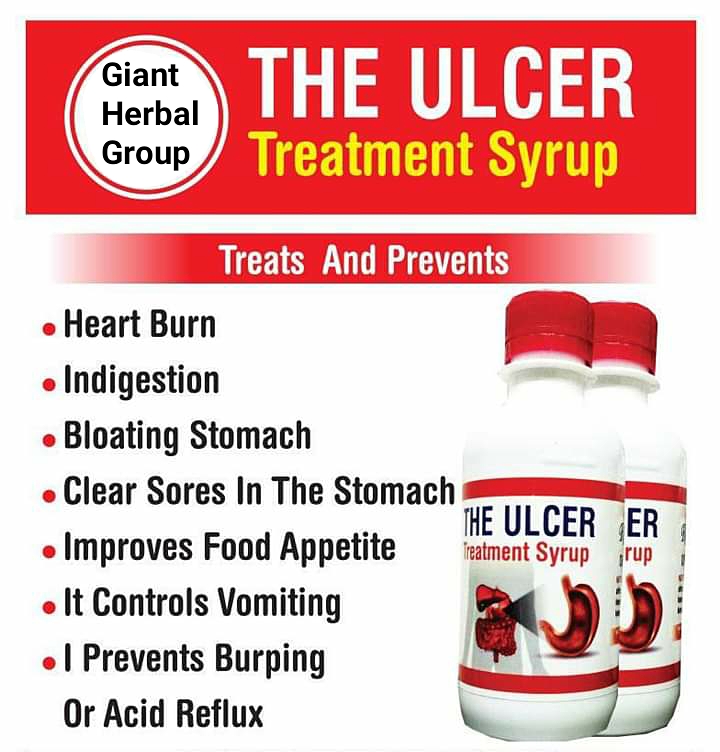 Giant
Herbal
Group
THE ULCER
Treatment Syrup
Treats And Prevents
Heart Burn
Indigestion
Bloating Stomach
Clear Sores In The Stomach
Improves Food Appetite
It Controls Vomiting
I Prevents Burping
Or Acid Reflux
THE ULCER
Treatment Syrup
ER
rup